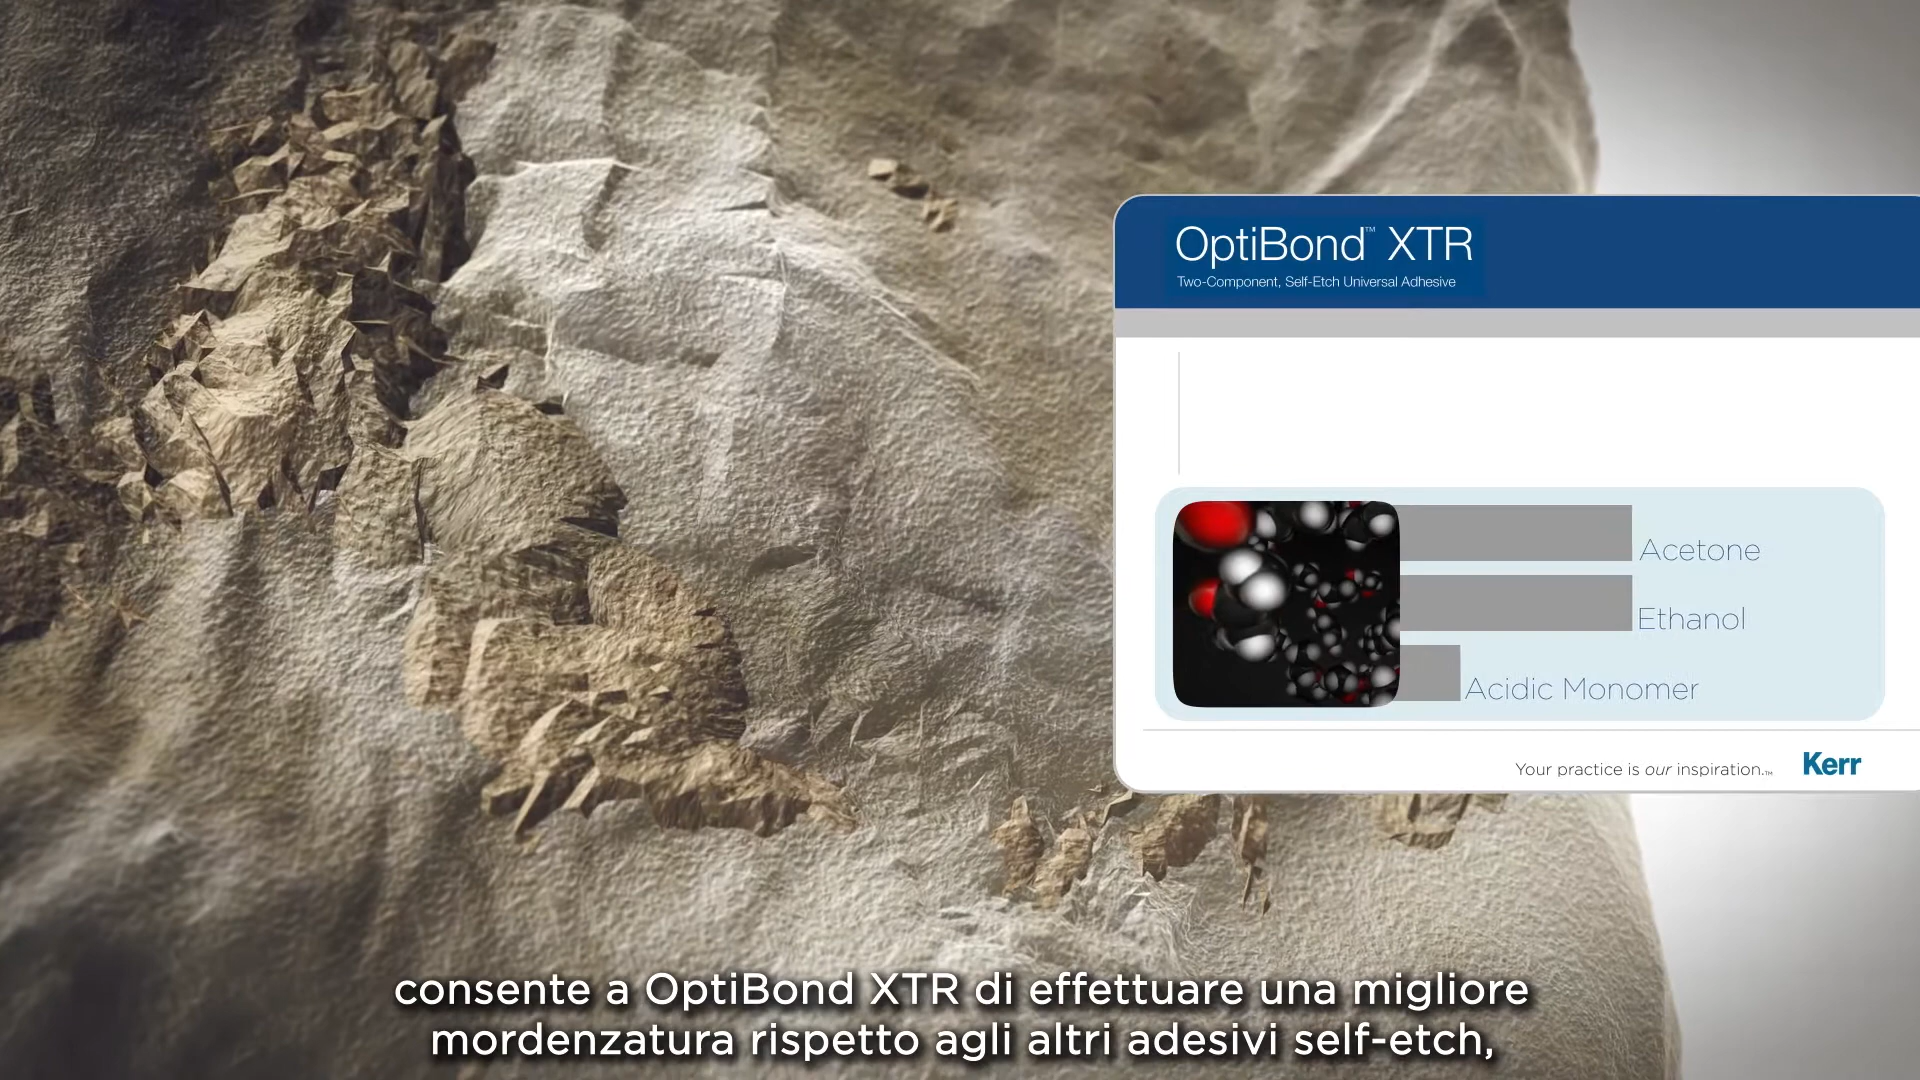 OptiBond™ XTR
Two-Component, Self-Etch Universal Adhesive
Acetone
Ethanol
Acidic Monomer
Your practice is our inspiration.™
Kerr
consente a OptiBond XTR di effettuare una migliore
mordenzatura rispetto agli altri adesivi self-etch,